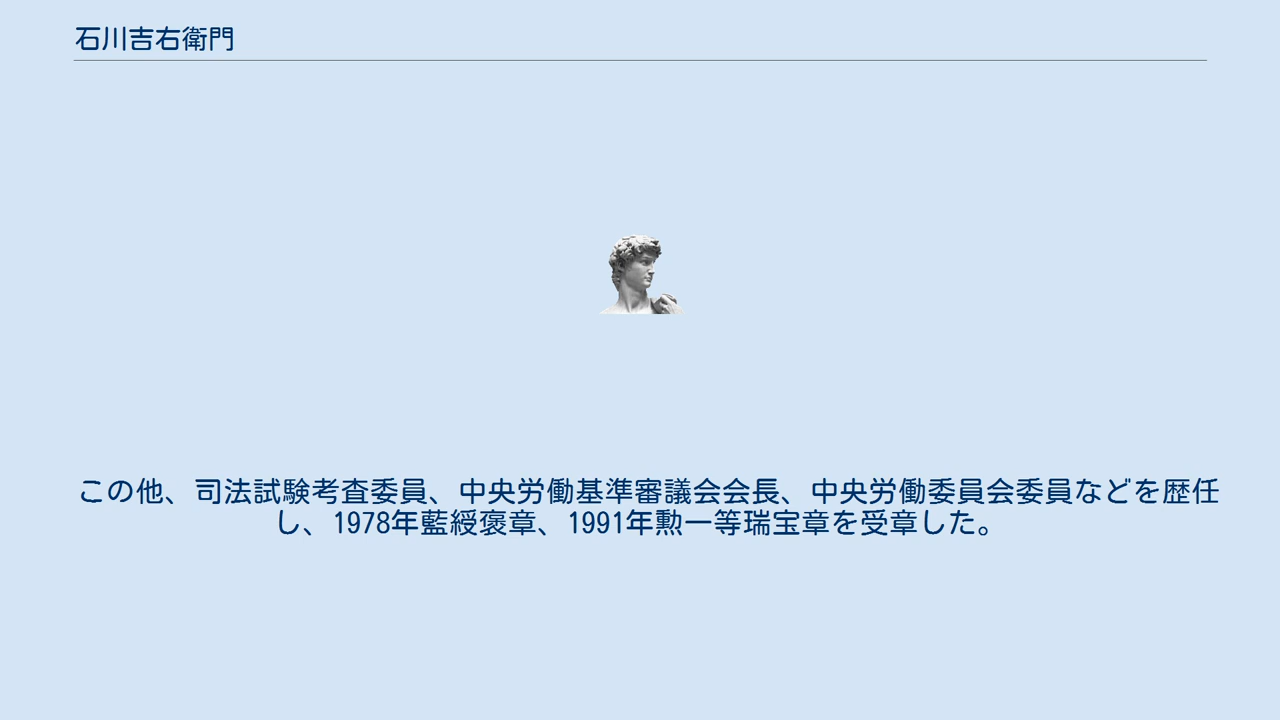 石川吉右衛門
この他、司法試験考査委員、中央労働基準審議会会長、中央労働委員会委員などを歴任
し、1978年藍綬褒章、1991年勲一等瑞宝章を受章した。